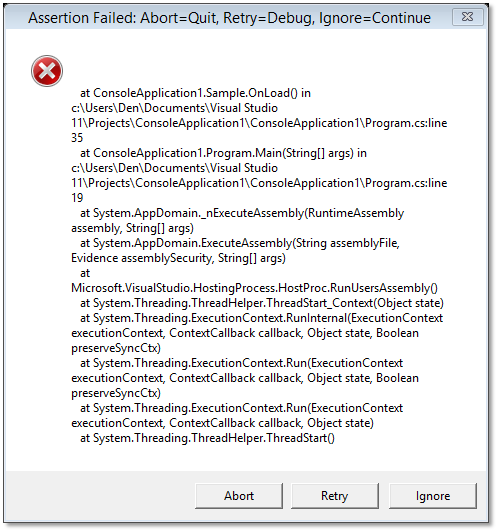 Assertion Failed: Abort=Quit, Retry=Debug, Ignore=Continue
at ConsoleApplication1.Sample.OnLoad() in
c:\Users\Den\Documents\Visual Studio
11\Projects\ConsoleApplication1\ConsoleApplication1\Program.cs:line
35
at ConsoleApplication1.Program.Main(String[] args) in
c:\Users\Den\Documents\Visual Studio
11\Projects\ConsoleApplication1\ConsoleApplication1\Program.cs:line
19
at System.AppDomain._nExecuteAssembly(RuntimeAssembly
assembly, String[] args)
at System.AppDomain.ExecuteAssembly(String assemblyFile,
Evidence assemblySecurity, String[] args)
at
Microsoft.VisualStudio.HostingProcess.HostProc.RunUsersAssembly()
at System.Threading.ThreadHelper.ThreadStart_Context(Object state)
at System.Threading.ExecutionContext.RunInternal(ExecutionContext
executionContext, ContextCallback callback, Object state, Boolean
preserveSyncCtx)
at System.Threading.ExecutionContext.Run(ExecutionContext
executionContext, ContextCallback callback, Object state, Boolean
preserveSyncCtx)
at System.Threading.ExecutionContext.Run(ExecutionContext
executionContext, ContextCallback callback, Object state)
at System.Threading.ThreadHelper.ThreadStart()
Abort Retry Ignore